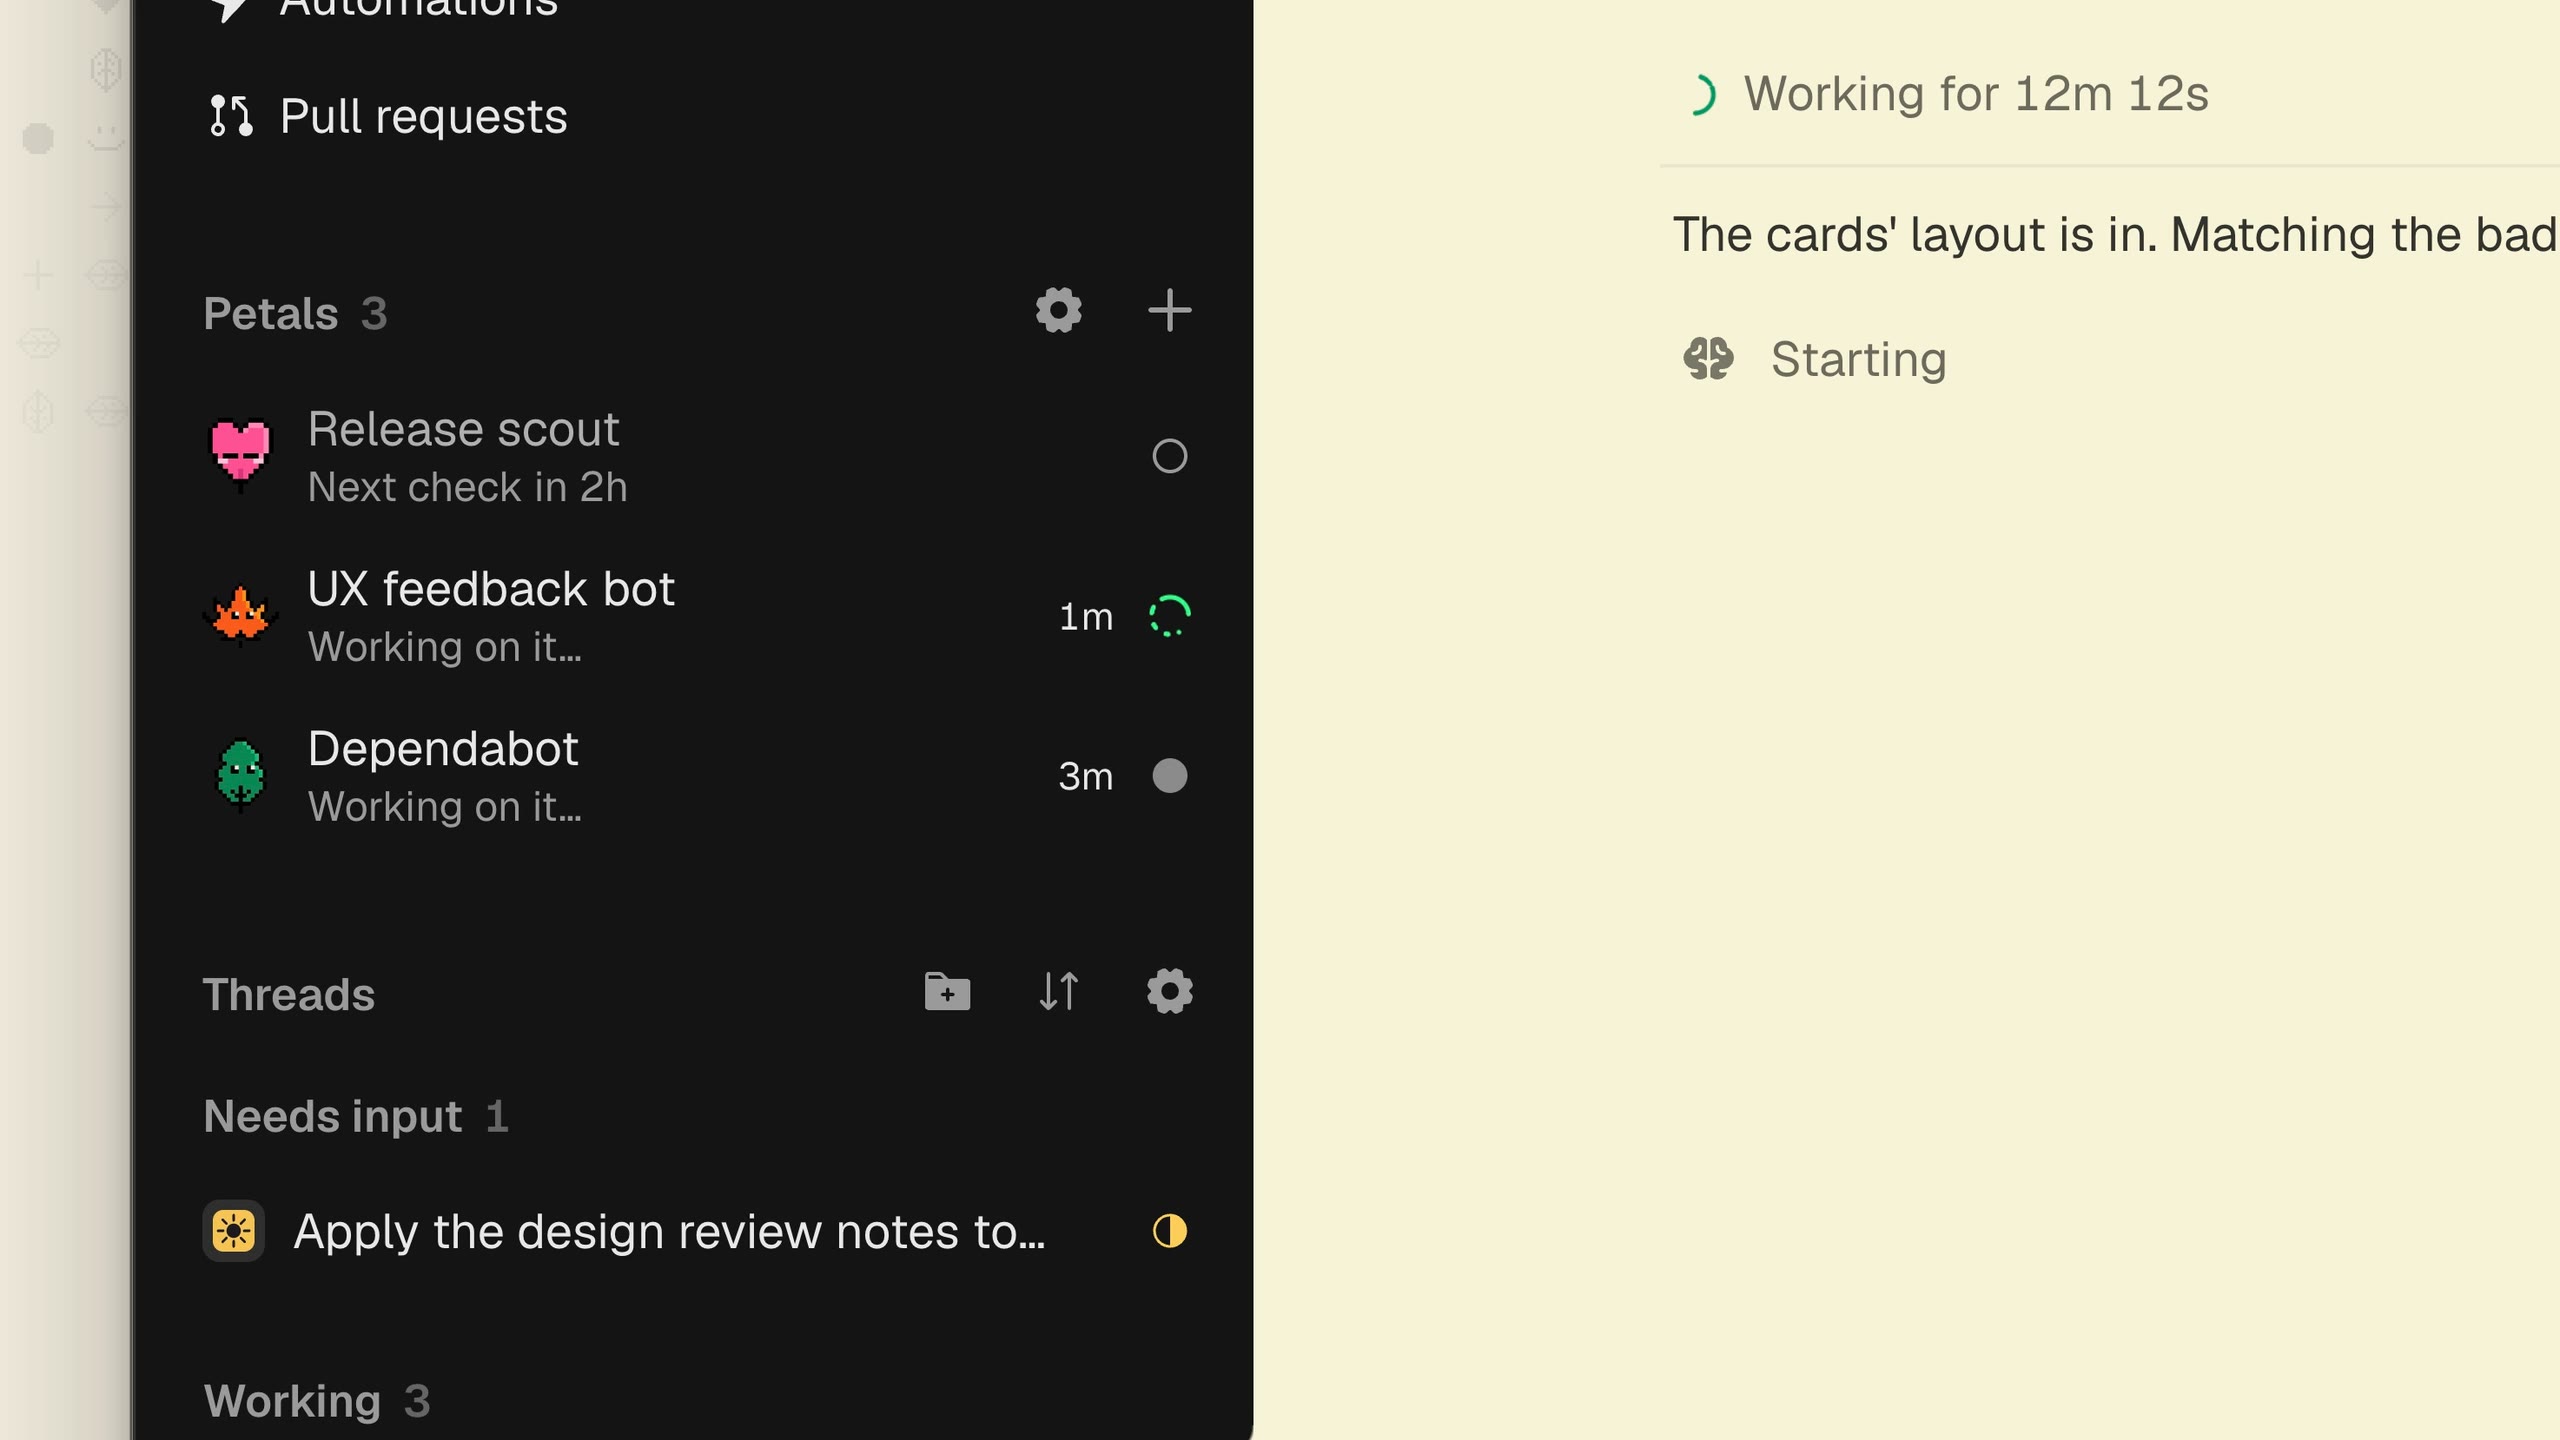 Automations
Pull requests
Petals 3
Release scout
Next check in 2h
UX feedback bot
Working on it…
1m
Dependabot
Working on it…
3m
Threads
Needs input 1
Apply the design review notes to…
Working 3
Working for 12m 12s
The cards' layout is in. Matching the bad
Starting